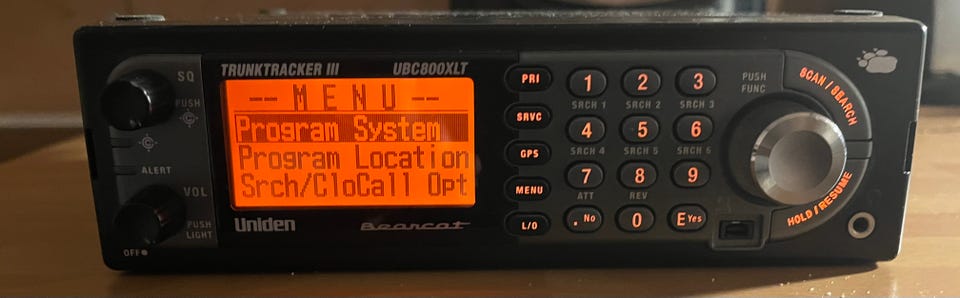 TRUNKTRACKER III UBC800XLT
-- MENU --
Program System
Program Location
Srch/CloCall Opt
Uniden Bearcat
SQ
PUSH
ALERT
VOL
PUSH
LIGHT
OFF
PRI
SRVC
GPS
MENU
L/O
1 2 3
SRCH 1 SRCH 2 SRCH 3
4 5 6
SRCH 4 SRCH 5 SRCH 6
7 8 9
ATT REV
. No 0 E Yes
PUSH
FUNC
SCAN / SEARCH
HOLD / RESUME